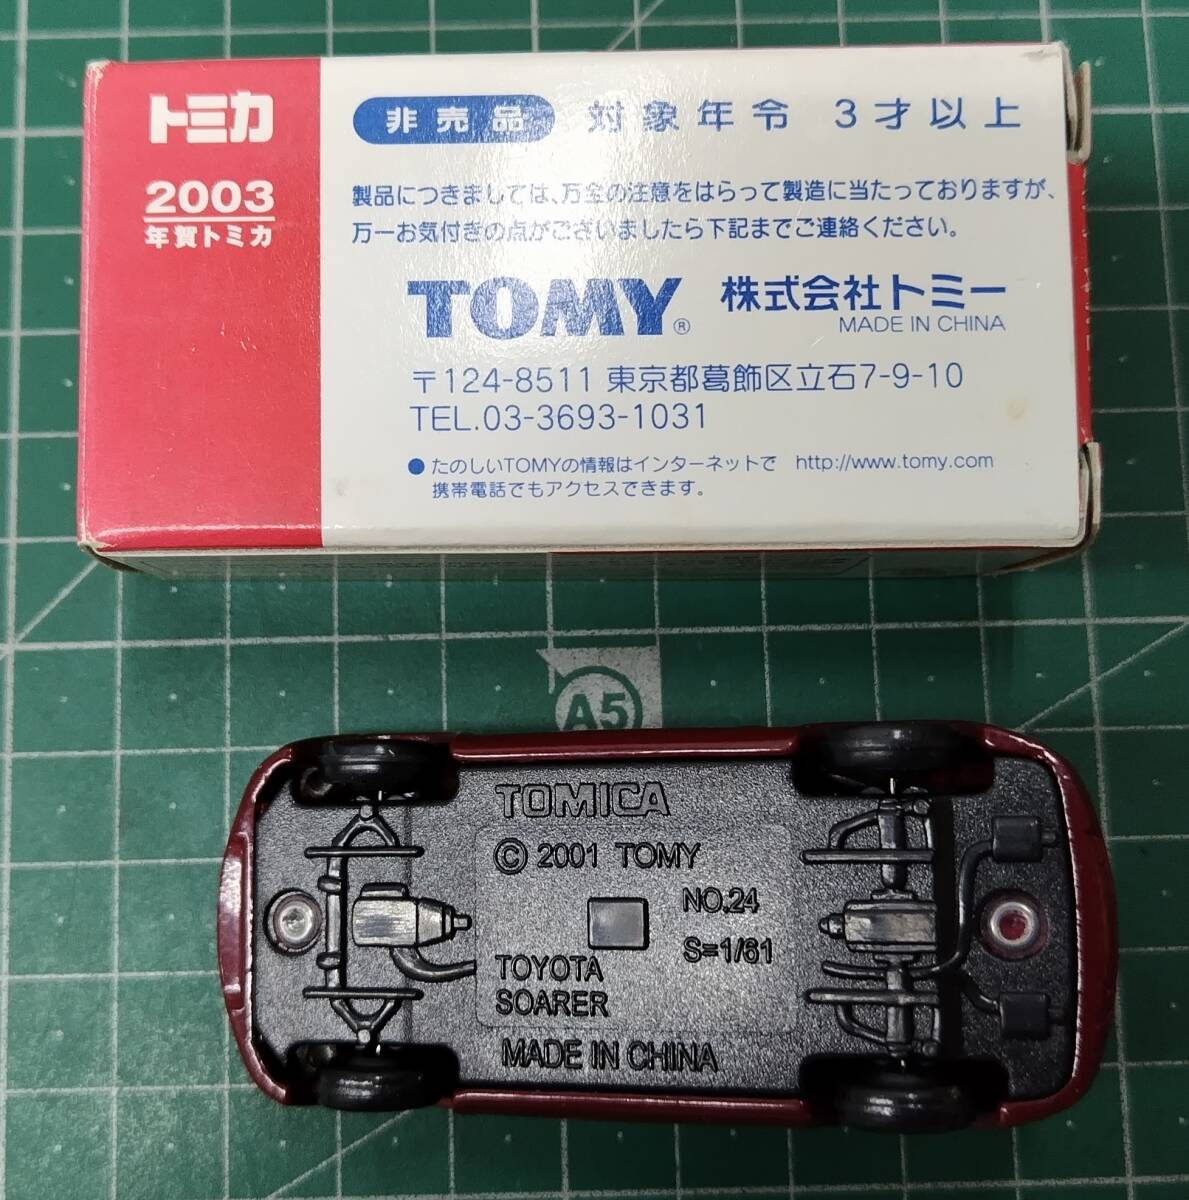 トミカ
2003
年賀トミカ
非売品 対象年令 3才以上
製品につきましては、万全の注意をはらって製造に当たっておりますが、
万一お気付きの点がございましたら下記までご連絡ください。
TOMY® 株式会社トミー
MADE IN CHINA
〒124-8511 東京都葛飾区立石7-9-10
TEL.03-3693-1031
●たのしいTOMYの情報はインターネットで http://www.tomy.com
携帯電話でもアクセスできます。
A5
TOMICA
© 2001 TOMY
NO.24
S=1/61
TOYOTA
SOARER
MADE IN CHINA